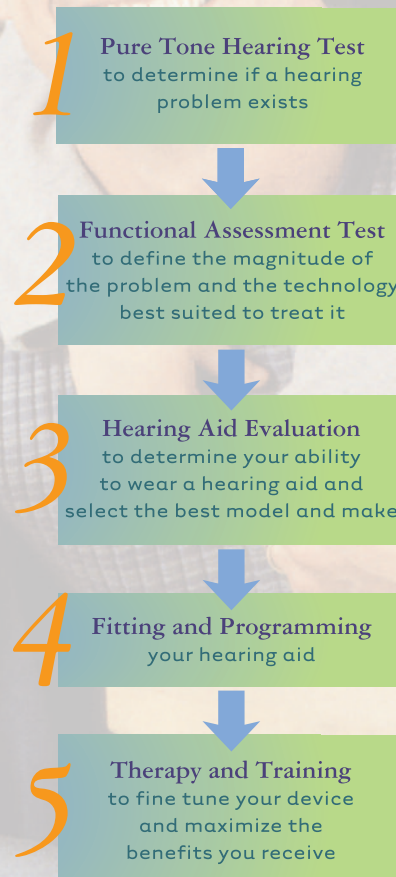 1
Pure Tone Hearing Test
to determine if a hearing
problem exists
2
Functional Assessment Test
to define the magnitude of
the problem and the technology
best suited to treat it
3
Hearing Aid Evaluation
to determine your ability
to wear a hearing aid and
select the best model and make
4
Fitting and Programming
your hearing aid
5
Therapy and Training
to fine tune your device
and maximize the
benefits you receive